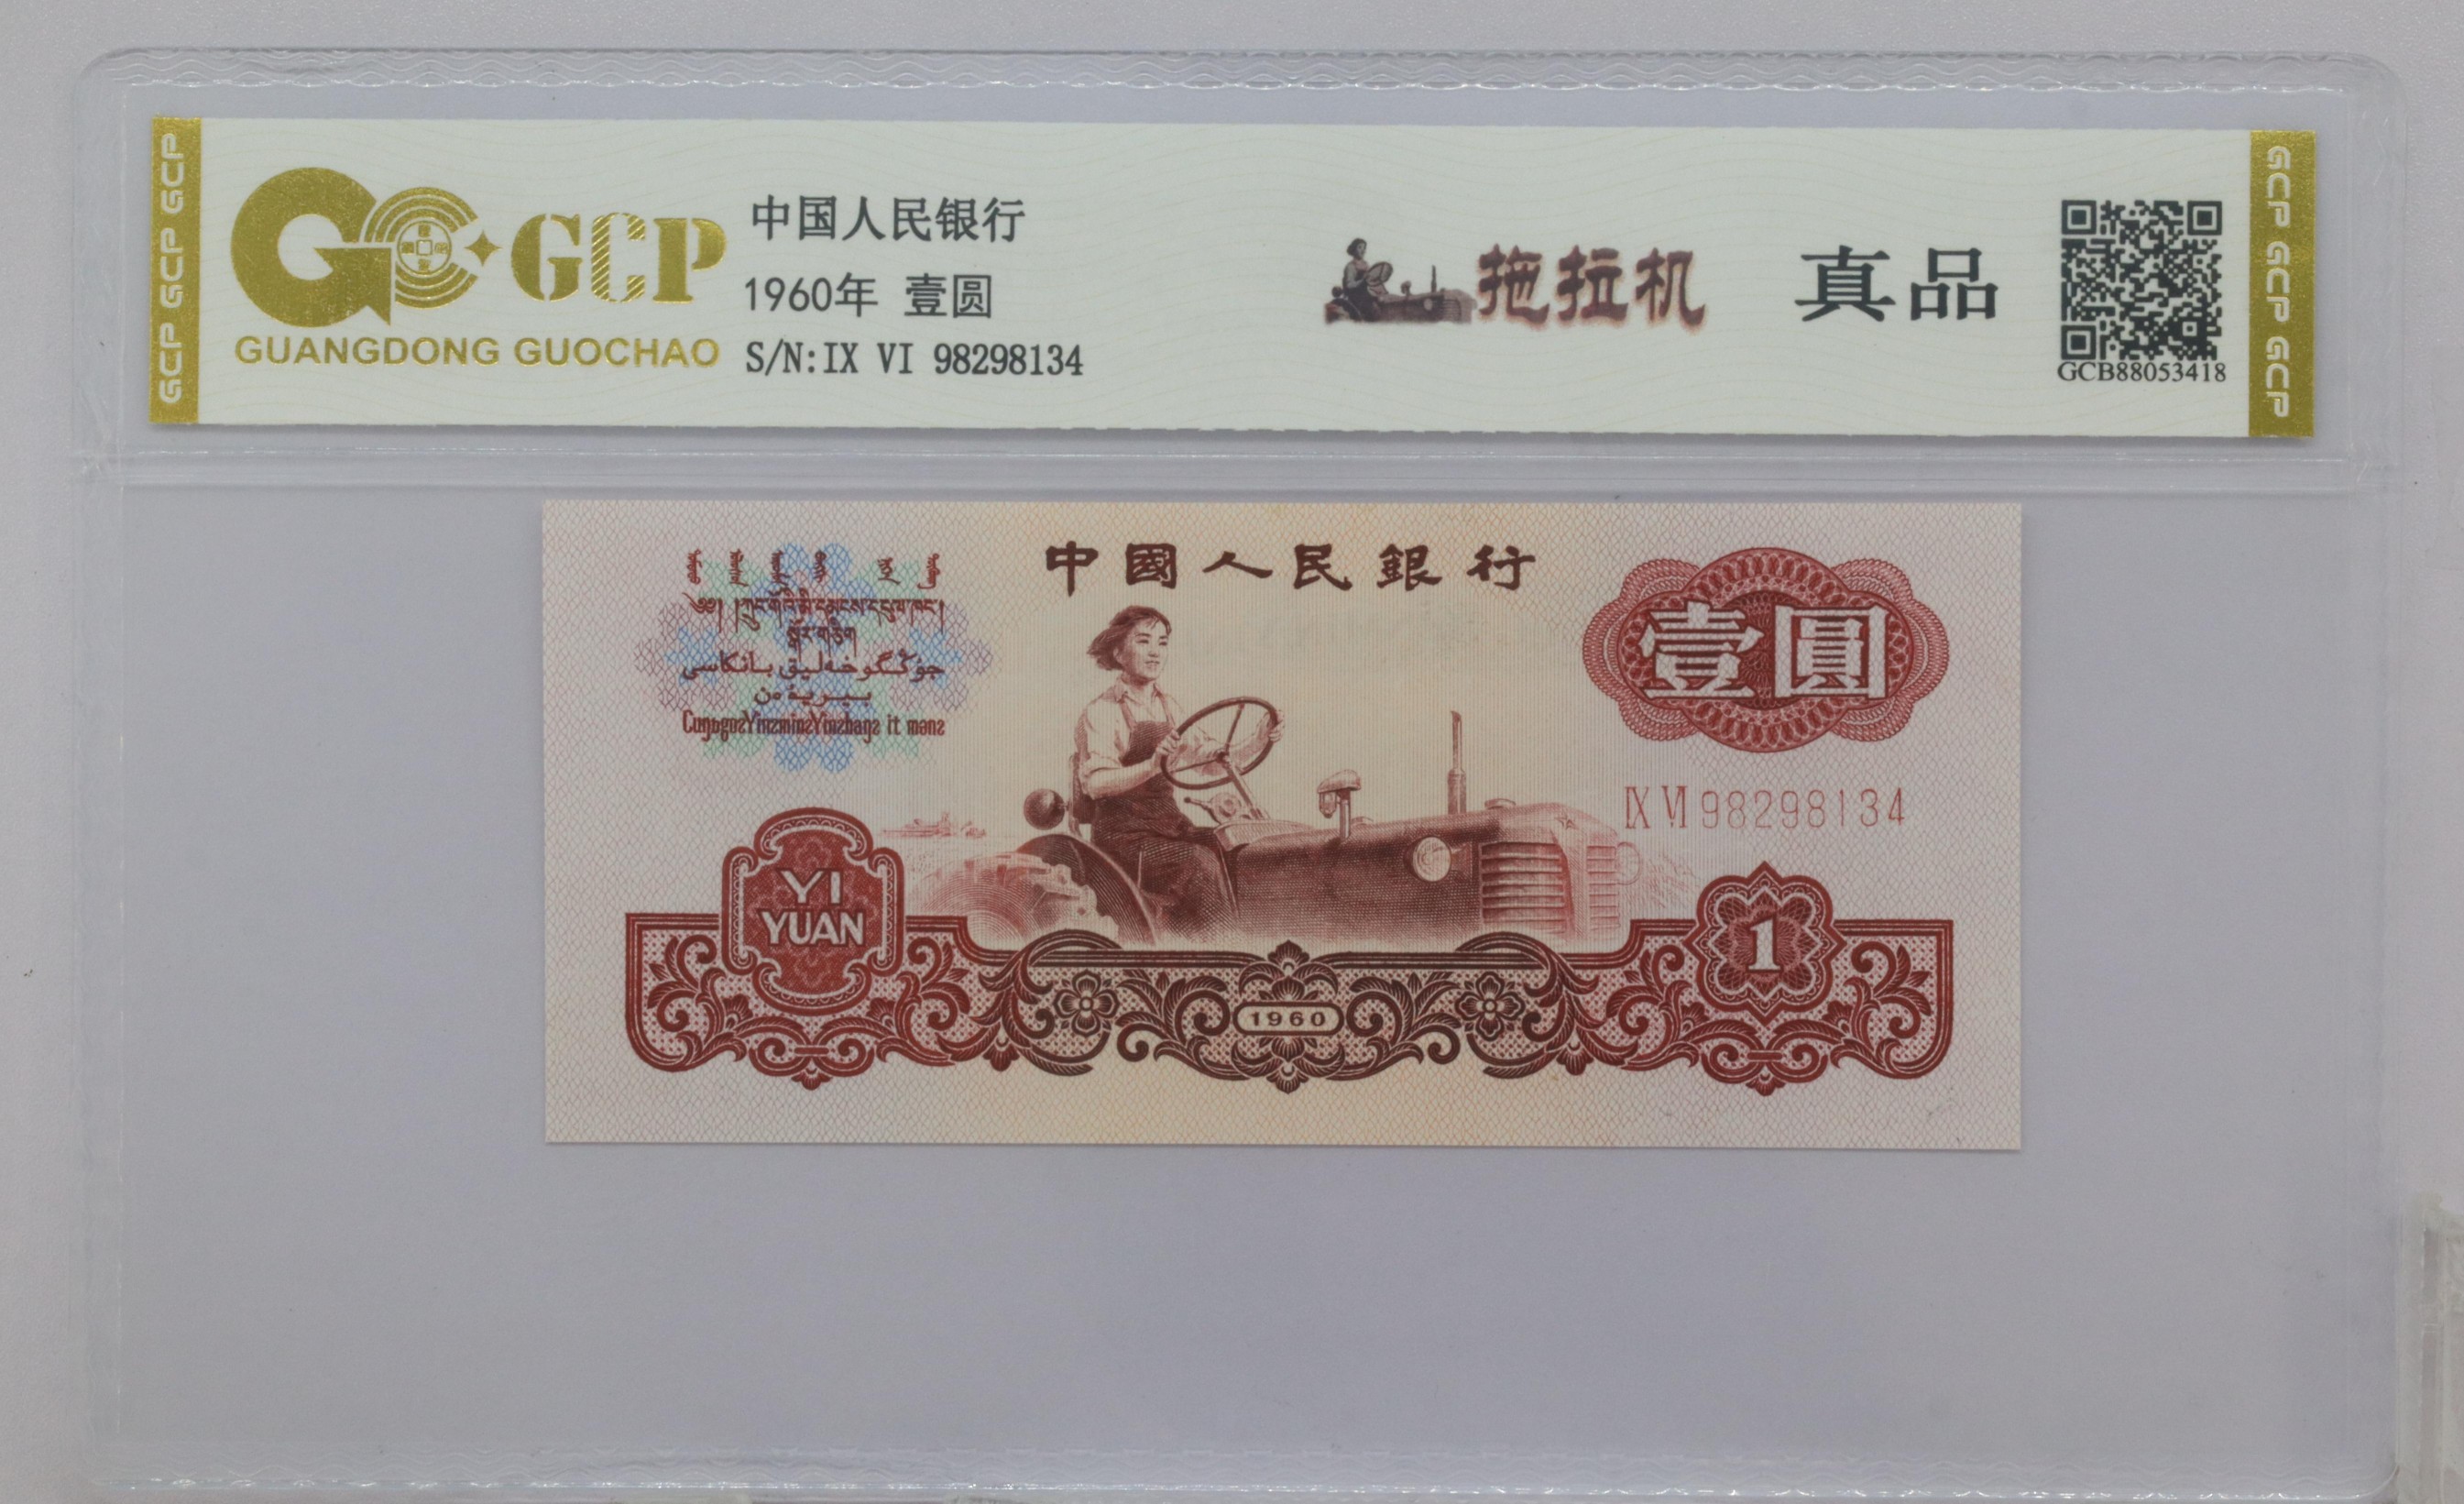 GCP GCP GCP
GCP
GUANGDONG GUOCHAO
中国人民银行
1960年 壹圆
S/N:IX VI 98298134
拖拉机
真品
GCB88053418
GCP GCP GCP
中國人民銀行
壹圓
IX VI 98298134
YI
YUAN
1960
1